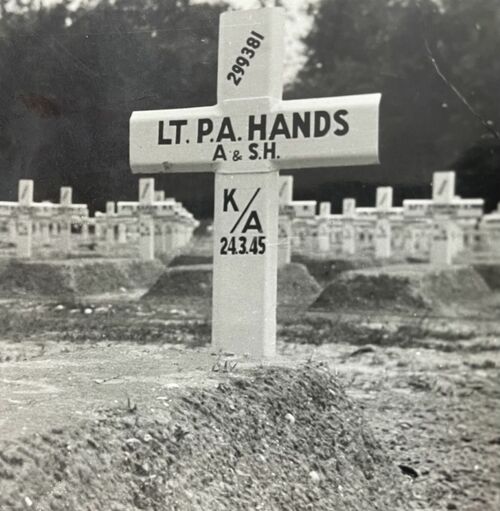 299381
LT. P.A. HANDS
A & S.H.
K/A
24.3.45